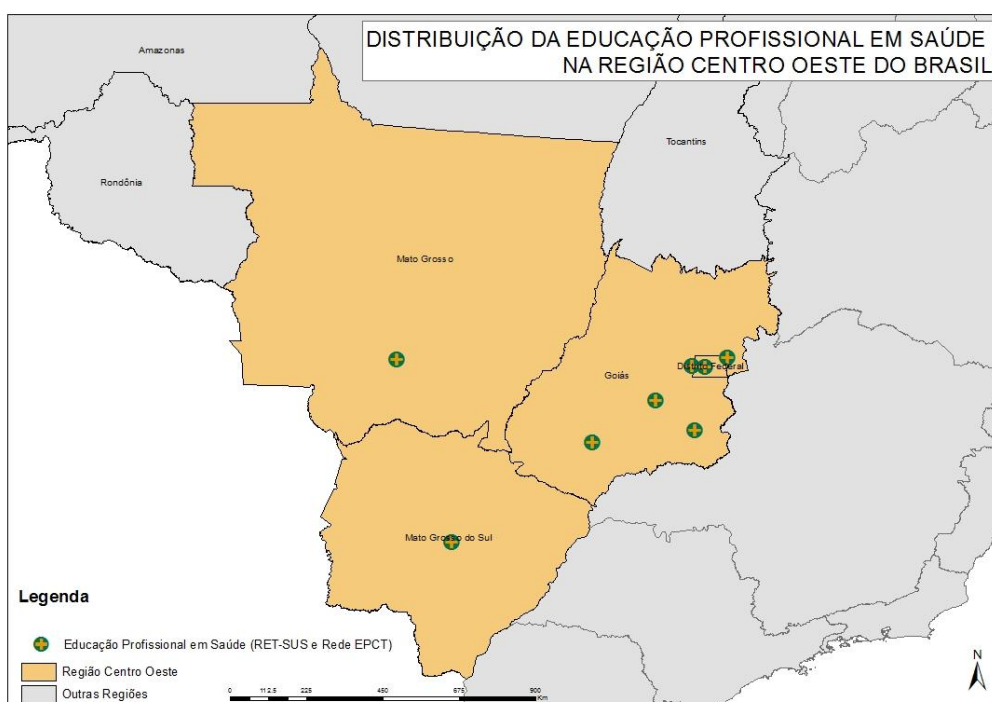 DISTRIBUIÇÃO DA EDUCAÇÃO PROFISSIONAL EM SAÚDE
NA REGIÃO CENTRO OESTE DO BRASIL
Amazonas
Tocantins
Rondônia
Mato Grosso
Goiás
Distrito Federal
Mato Grosso do Sul
Legenda
Educação Profissional em Saúde (RET-SUS e Rede EPCT)
Região Centro Oeste
Outras Regiões
0 112.5 225 450 675 900
Km
N